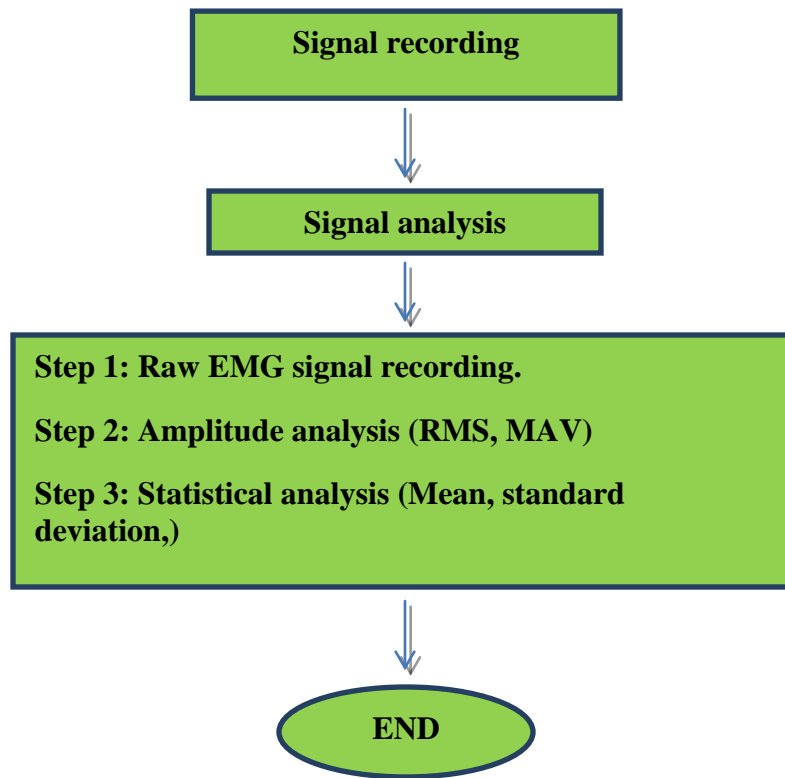 Signal recording
Signal analysis
Step 1: Raw EMG signal recording.
Step 2: Amplitude analysis (RMS, MAV)
Step 3: Statistical analysis (Mean, standard
deviation,)
END